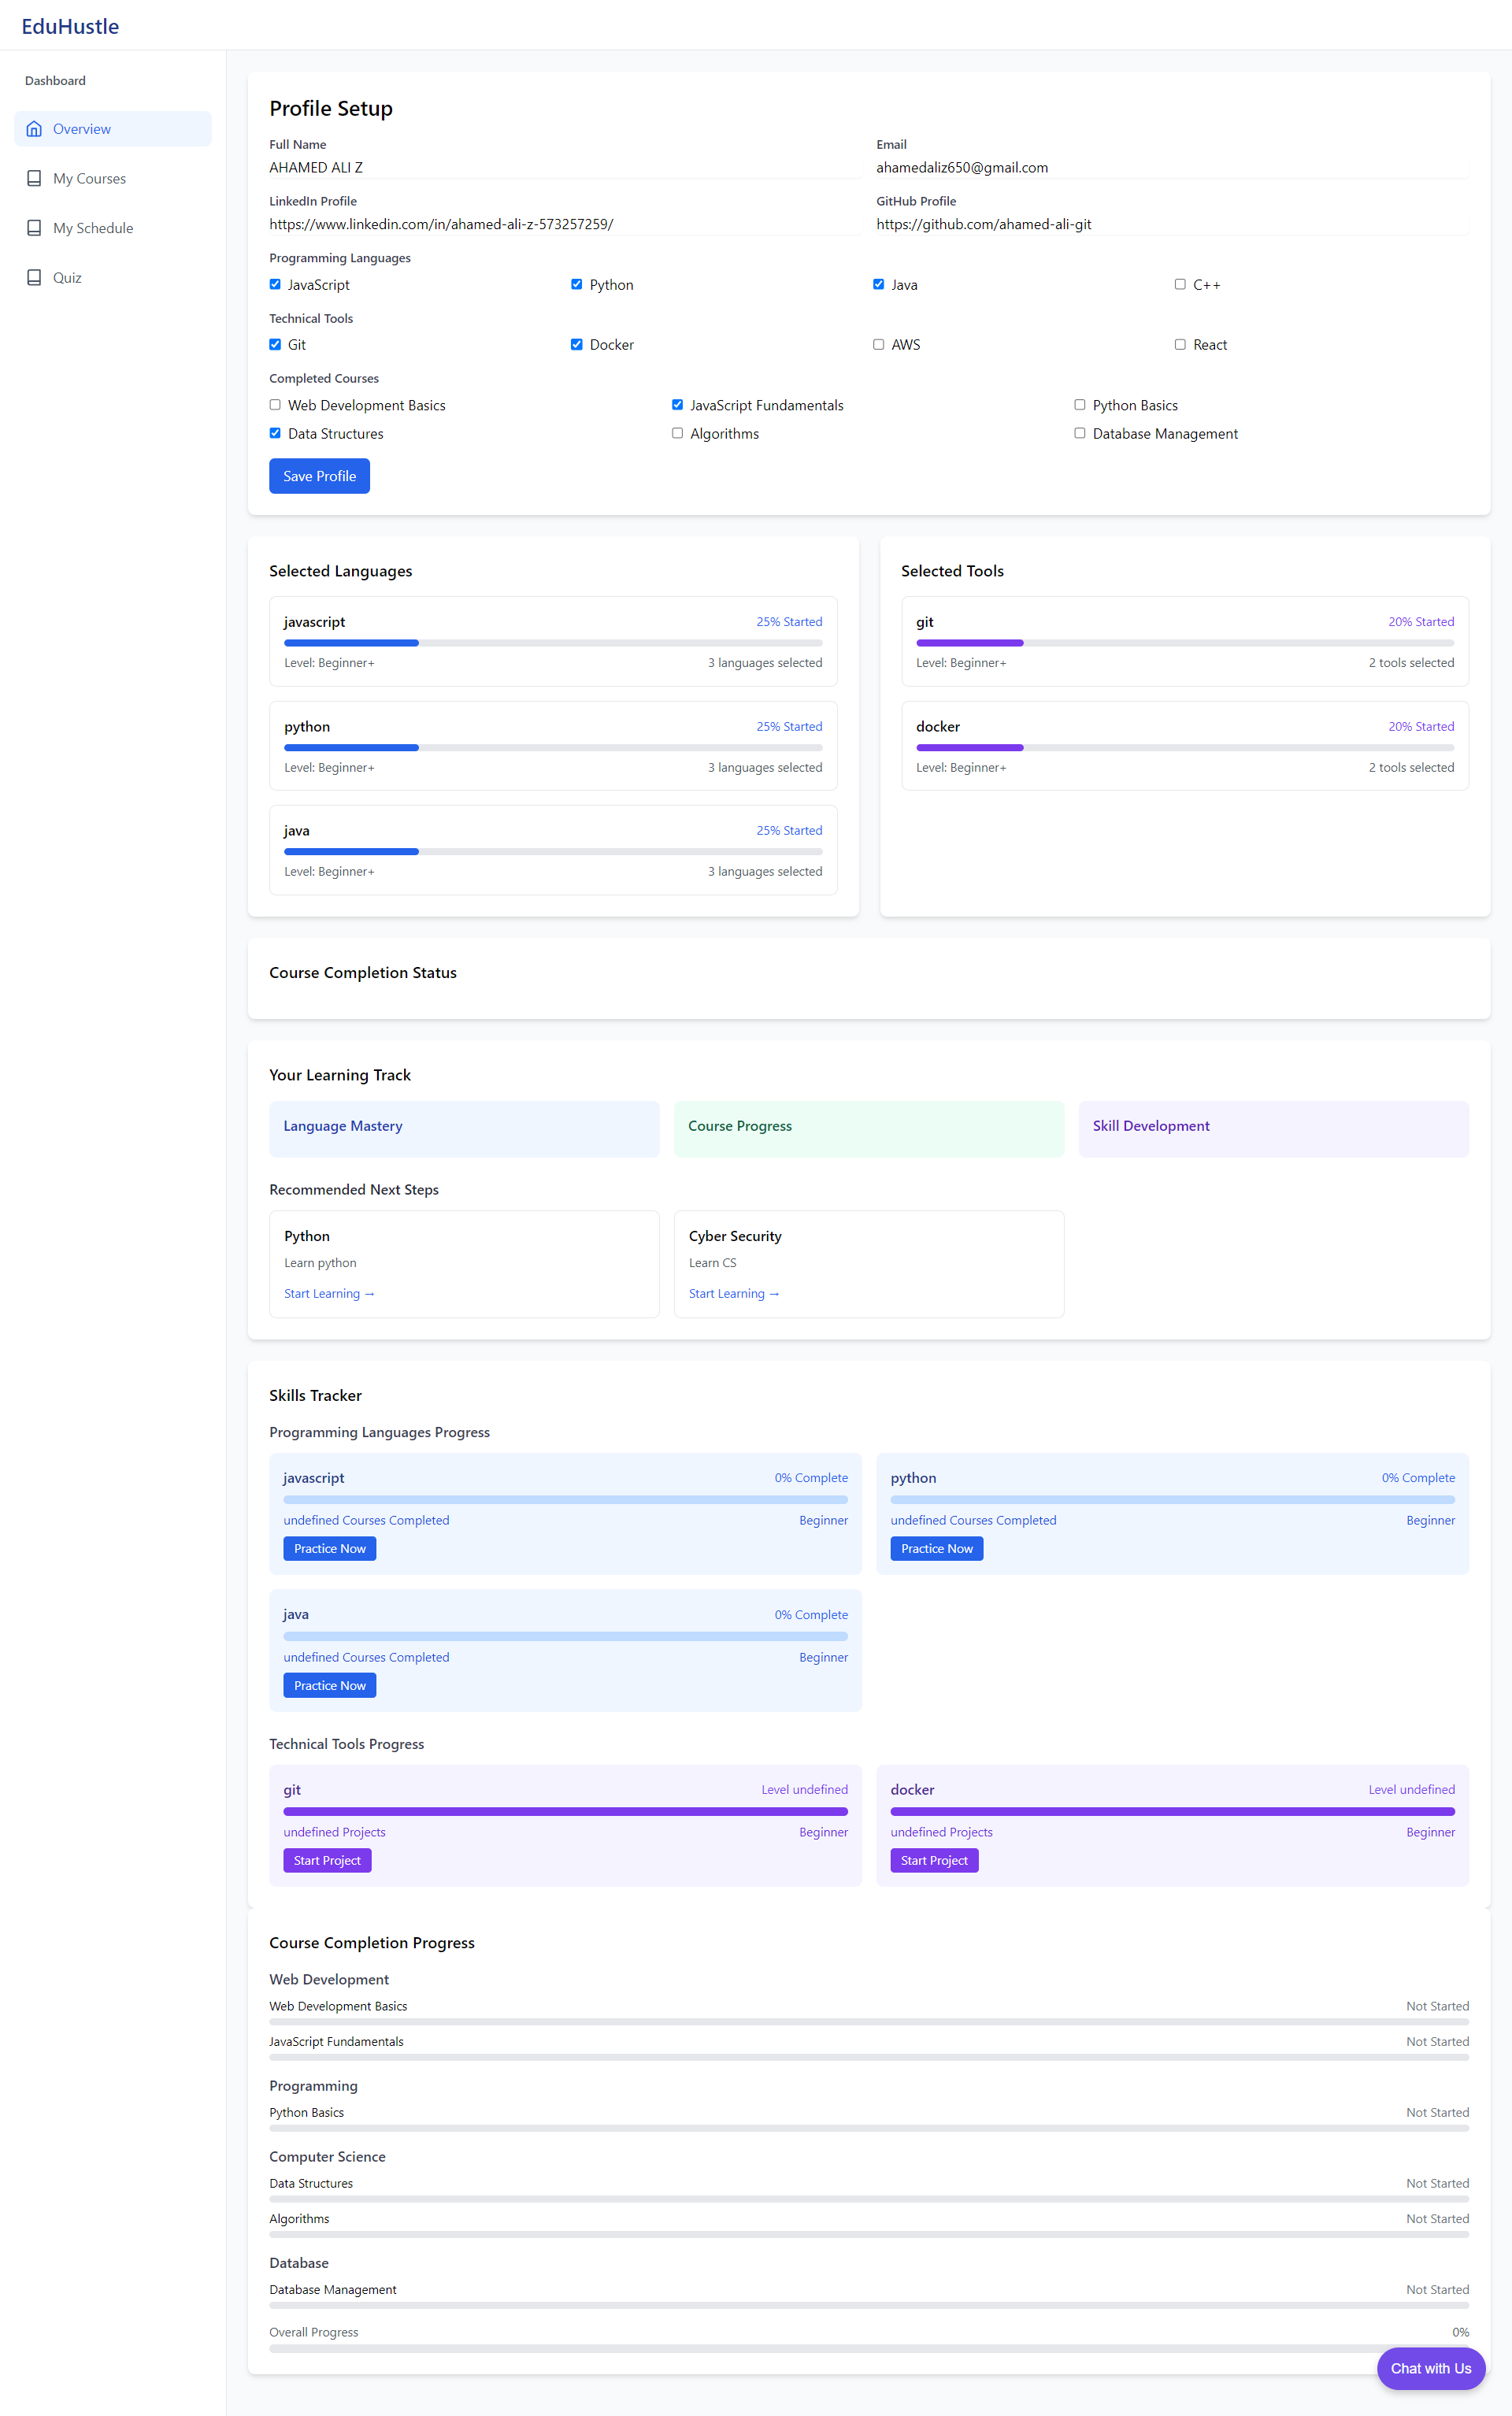 EduHustle
Dashboard
Overview
My Courses
My Schedule
Quiz
Profile Setup
Full Name
AHAMED ALI Z
Email
ahamedaliz650@gmail.com
LinkedIn Profile
https://www.linkedin.com/in/ahamed-ali-z-573257259/
GitHub Profile
https://github.com/ahamed-ali-git
Programming Languages
JavaScript
Python
Java
C++
Technical Tools
Git
Docker
AWS
React
Completed Courses
Web Development Basics
JavaScript Fundamentals
Python Basics
Data Structures
Algorithms
Database Management
Save Profile
Selected Languages
javascript
25% Started
Level: Beginner+
3 languages selected
python
25% Started
Level: Beginner+
3 languages selected
java
25% Started
Level: Beginner+
3 languages selected
Selected Tools
git
20% Started
Level: Beginner+
2 tools selected
docker
20% Started
Level: Beginner+
2 tools selected
Course Completion Status
Your Learning Track
Language Mastery
Course Progress
Skill Development
Recommended Next Steps
Python
Learn python
Start Learning →
Cyber Security
Learn CS
Start Learning →
Skills Tracker
Programming Languages Progress
javascript
0% Complete
undefined Courses Completed
Beginner
Practice Now
python
0% Complete
undefined Courses Completed
Beginner
Practice Now
java
0% Complete
undefined Courses Completed
Beginner
Practice Now
Technical Tools Progress
git
Level undefined
undefined Projects
Beginner
Start Project
docker
Level undefined
undefined Projects
Beginner
Start Project
Course Completion Progress
Web Development
Web Development Basics
Not Started
JavaScript Fundamentals
Not Started
Programming
Python Basics
Not Started
Computer Science
Data Structures
Not Started
Algorithms
Not Started
Database
Database Management
Not Started
Overall Progress
0%
Chat with Us